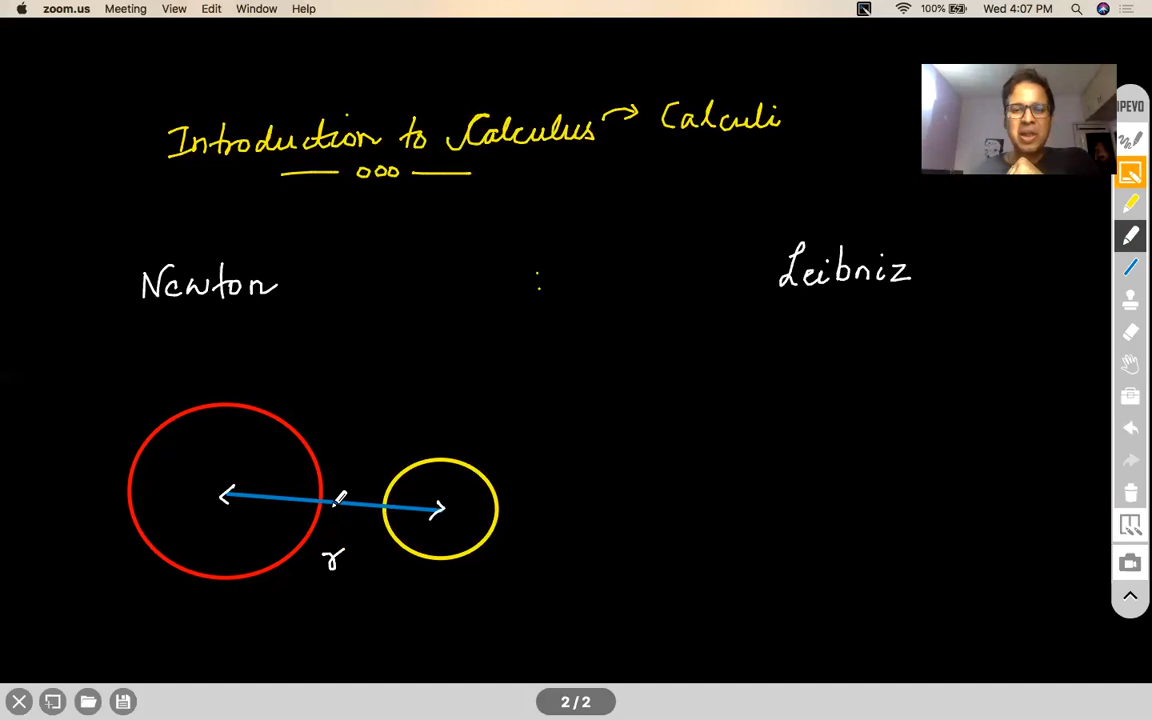 zoom.us Meeting View Edit Window Help 100% Wed 4:07 PM
Introduction to Calculus → Calculi
IPEVO
Newton : Leibniz
r
2 / 2